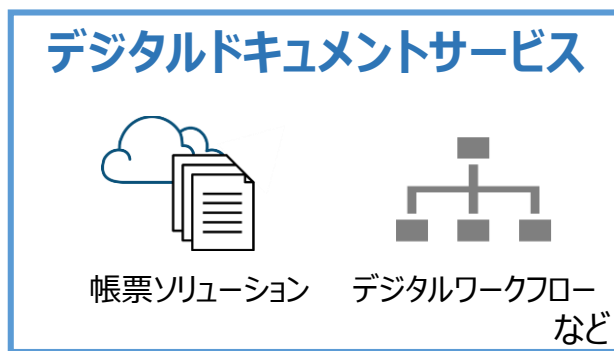 デジタルドキュメントサービス
帳票ソリューション デジタルワークフロー
など